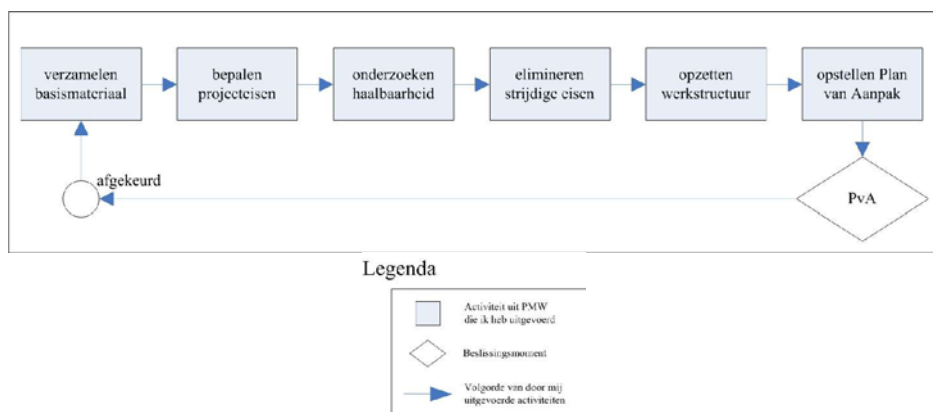 verzamelen
basismateriaal
bepalen
projecteisen
onderzoeken
haalbaarheid
elimineren
strijdige eisen
opzetten
werkstructuur
opstellen Plan
van Aanpak
afgekeurd
PvA
Legenda
Activiteit uit PMW
die ik heb uitgevoerd
Beslissingsmoment
Volgorde van door mij
uitgevoerde activiteiten